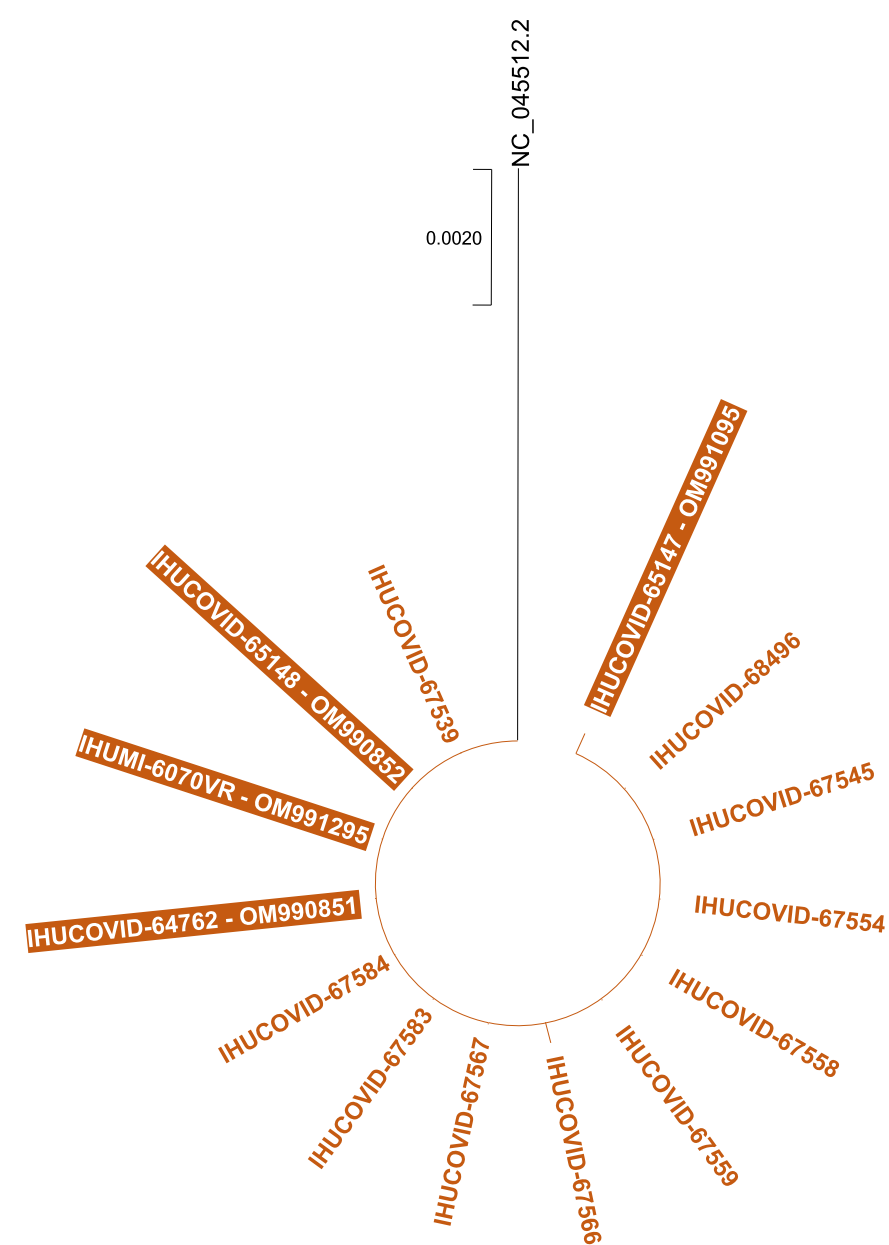 NC_045512.2
0.0020
IHUCOVID-65147 - OM991095
IHUCOVID-68496
IHUCOVID-67545
IHUCOVID-67554
IHUCOVID-67558
IHUCOVID-67559
IHUCOVID-67566
IHUCOVID-67567
IHUCOVID-67583
IHUCOVID-67584
IHUCOVID-64762 - OM990851
IHUMI-6070VR - OM991295
IHUCOVID-65148 - OM990852
IHUCOVID-67539